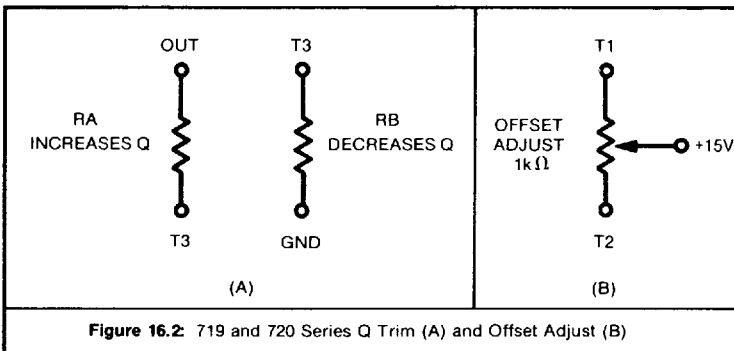 OUT
T3
RA
INCREASES Q
RB
DECREASES Q
T3
GND
(A)
T1
OFFSET
ADJUST
1kΩ
+15V
T2
(B)
Figure 16.2: 719 and 720 Series Q Trim (A) and Offset Adjust (B)